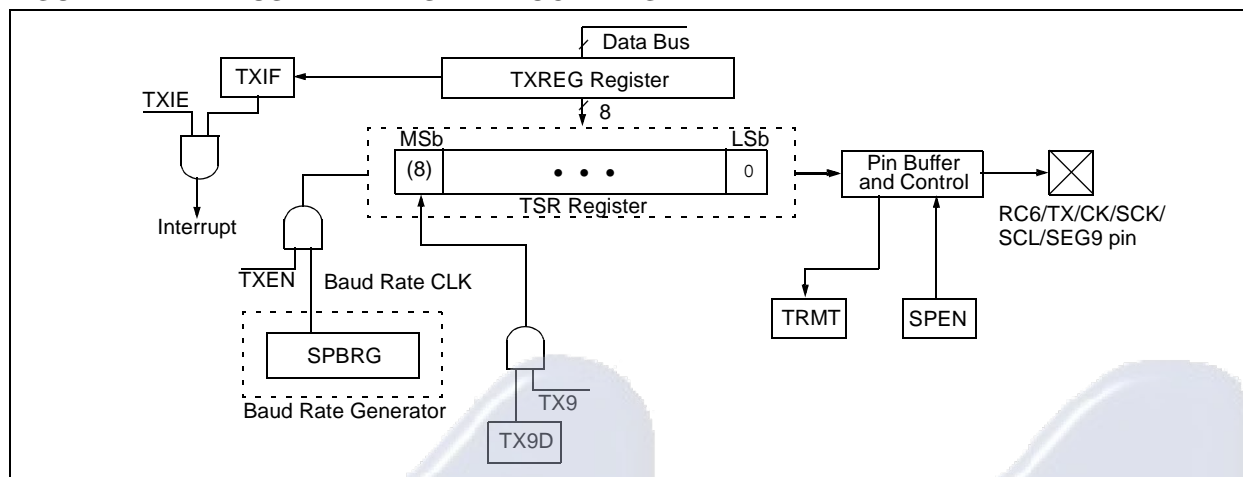 Data Bus
TXIF
TXREG Register
TXIE
8
MSb
LSb
(8)
• • •
0
Pin Buffer
and Control
TSR Register
Interrupt
RC6/TX/CK/SCK/
SCL/SEG9 pin
TXEN
Baud Rate CLK
TRMT
SPEN
SPBRG
Baud Rate Generator
TX9
TX9D